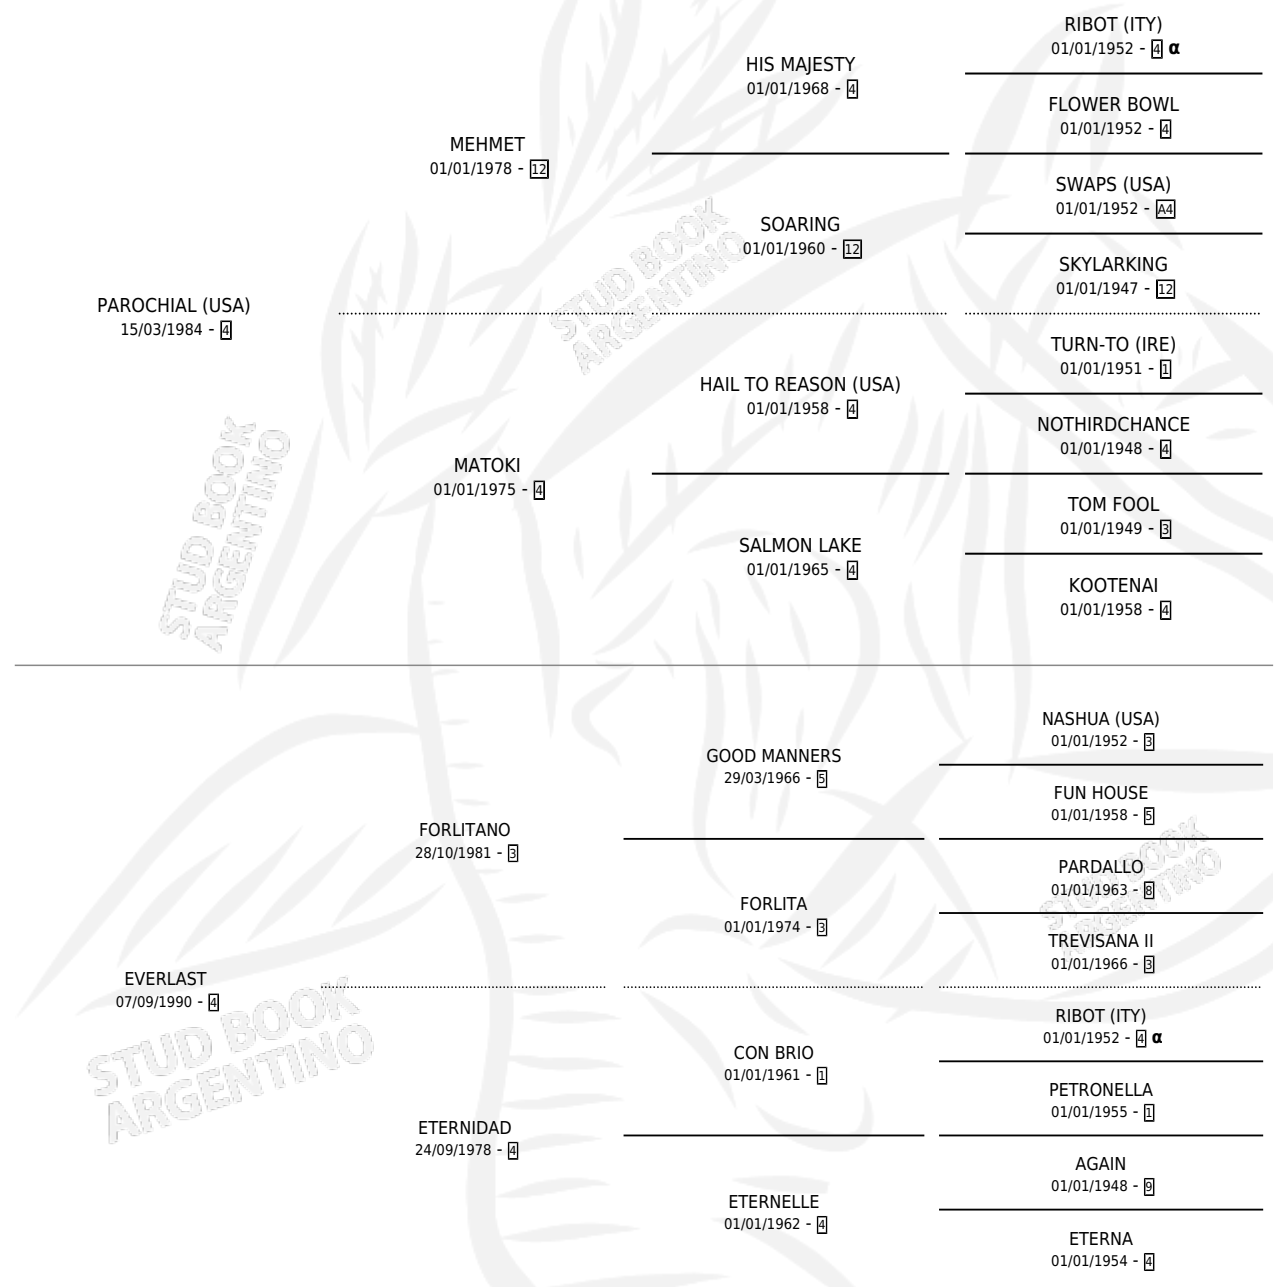 RIBOT (ITY)
01/01/1952 - 4 α
HIS MAJESTY
01/01/1968 - 4
FLOWER BOWL
01/01/1952 - 4
MEHMET
01/01/1978 - 12
SWAPS (USA)
01/01/1952 - A4
SOARING
01/01/1960 - 12
SKYLARKING
01/01/1947 - 12
PAROCHIAL (USA)
15/03/1984 - 4
STUD BOOK
ARGENTINO
TURN-TO (IRE)
01/01/1951 - 1
HAIL TO REASON (USA)
01/01/1958 - 4
NOTHIRDCHANCE
01/01/1948 - 4
MATOKI
01/01/1975 - 4
TOM FOOL
01/01/1949 - 3
SALMON LAKE
01/01/1965 - 4
KOOTENAI
01/01/1958 - 4
STUD BOOK
ARGENTINO
NASHUA (USA)
01/01/1952 - 3
GOOD MANNERS
29/03/1966 - 5
FUN HOUSE
01/01/1958 - 5
FORLITANO
28/10/1981 - 3
PARDALLO
01/01/1963 - 8
STUD BOOK
ARGENTINO
FORLITA
01/01/1974 - 3
TREVISANA II
01/01/1966 - 3
EVERLAST
07/09/1990 - 4
STUD BOOK
ARGENTINO
RIBOT (ITY)
01/01/1952 - 4 α
CON BRIO
01/01/1961 - 1
PETRONELLA
01/01/1955 - 1
ETERNIDAD
24/09/1978 - 4
AGAIN
01/01/1948 - 9
ETERNELLE
01/01/1962 - 4
ETERNA
01/01/1954 - 4